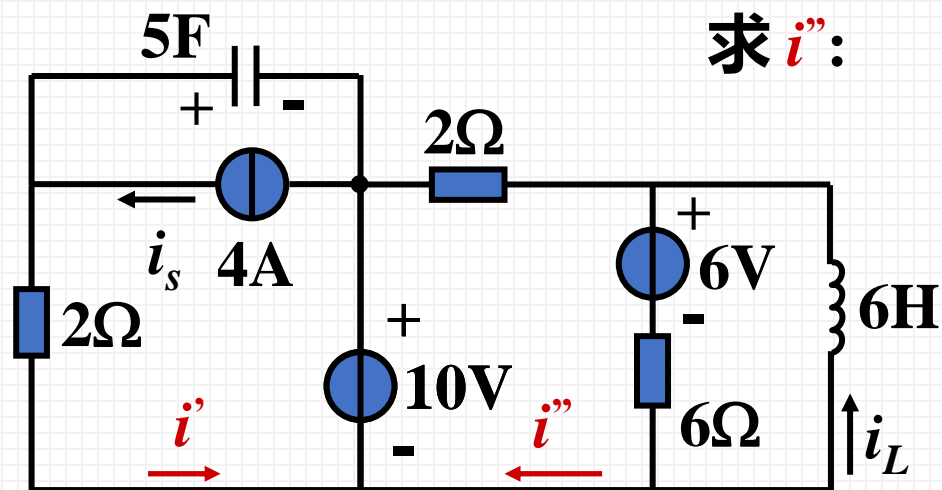 5F
求 i”:
+ -
2Ω
+
i_s
4A
6V
-
6H
2Ω
+
10V
-
6Ω
i’
i”
i_L